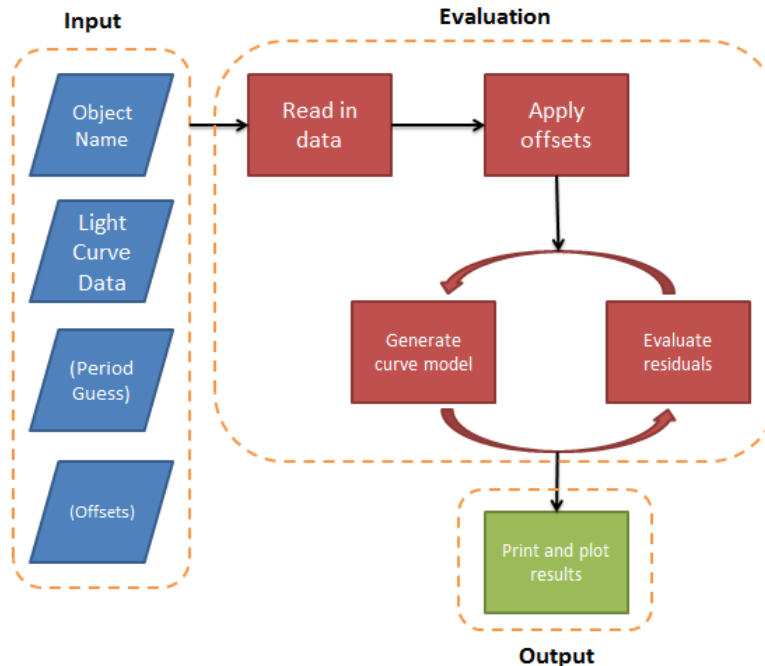 Input
Object
Name
Light
Curve
Data
(Period
Guess)
(Offsets)
Evaluation
Read in
data
Apply
offsets
Generate
curve model
Evaluate
residuals
Print and plot
results
Output